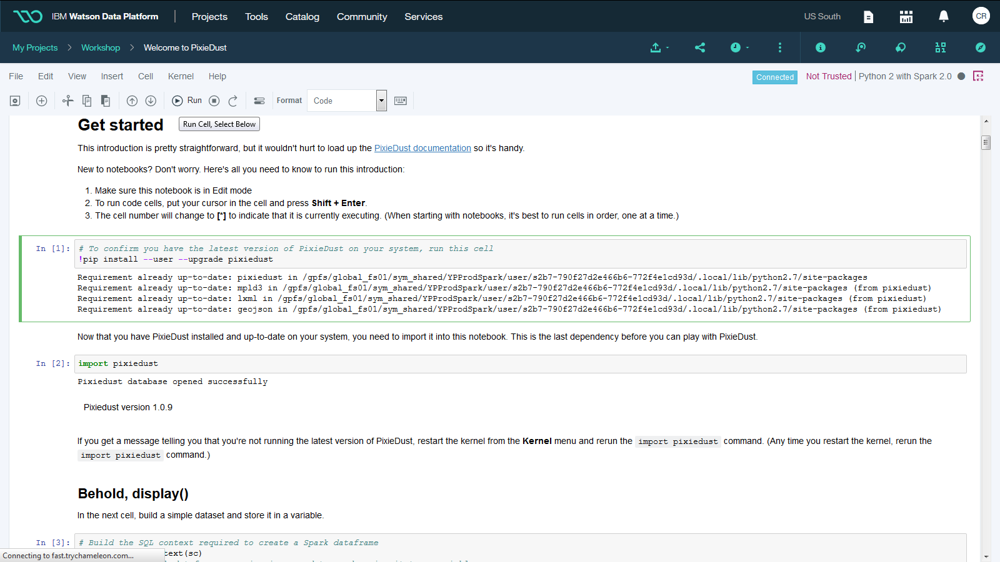 IBM Watson Data Platform
Projects Tools Catalog Community Services
US South
CR
My Projects > Workshop > Welcome to PixieDust
File Edit View Insert Cell Kernel Help
Connected Not Trusted | Python 2 with Spark 2.0
Run Format Code
Get started
Run Cell, Select Below
This introduction is pretty straightforward, but it wouldn't hurt to load up the PixieDust documentation so it's handy.
New to notebooks? Don't worry. Here's all you need to know to run this introduction:
1. Make sure this notebook is in Edit mode
2. To run code cells, put your cursor in the cell and press Shift + Enter.
3. The cell number will change to [*] to indicate that it is currently executing. (When starting with notebooks, it's best to run cells in order, one at a time.)
In [1]: # To confirm you have the latest version of PixieDust on your system, run this cell
!pip install --user --upgrade pixiedust
Requirement already up-to-date: pixiedust in /gpfs/global_fs01/sym_shared/YPProdSpark/user/s2b7-790f27d2e466b6-772f4e1cd93d/.local/lib/python2.7/site-packages
Requirement already up-to-date: mpld3 in /gpfs/global_fs01/sym_shared/YPProdSpark/user/s2b7-790f27d2e466b6-772f4e1cd93d/.local/lib/python2.7/site-packages (from pixiedust)
Requirement already up-to-date: lxml in /gpfs/global_fs01/sym_shared/YPProdSpark/user/s2b7-790f27d2e466b6-772f4e1cd93d/.local/lib/python2.7/site-packages (from pixiedust)
Requirement already up-to-date: geojson in /gpfs/global_fs01/sym_shared/YPProdSpark/user/s2b7-790f27d2e466b6-772f4e1cd93d/.local/lib/python2.7/site-packages (from pixiedust)
Now that you have PixieDust installed and up-to-date on your system, you need to import it into this notebook. This is the last dependency before you can play with PixieDust.
In [2]: import pixiedust
Pixiedust database opened successfully
Pixiedust version 1.0.9
If you get a message telling you that you're not running the latest version of PixieDust, restart the kernel from the Kernel menu and rerun the import pixiedust command. (Any time you restart the kernel, rerun the
import pixiedust command.)
Behold, display()
In the next cell, build a simple dataset and store it in a variable.
In [3]: # Build the SQL context required to create a Spark dataframe
text(sc)
Connecting to fast.trychameleon.com...